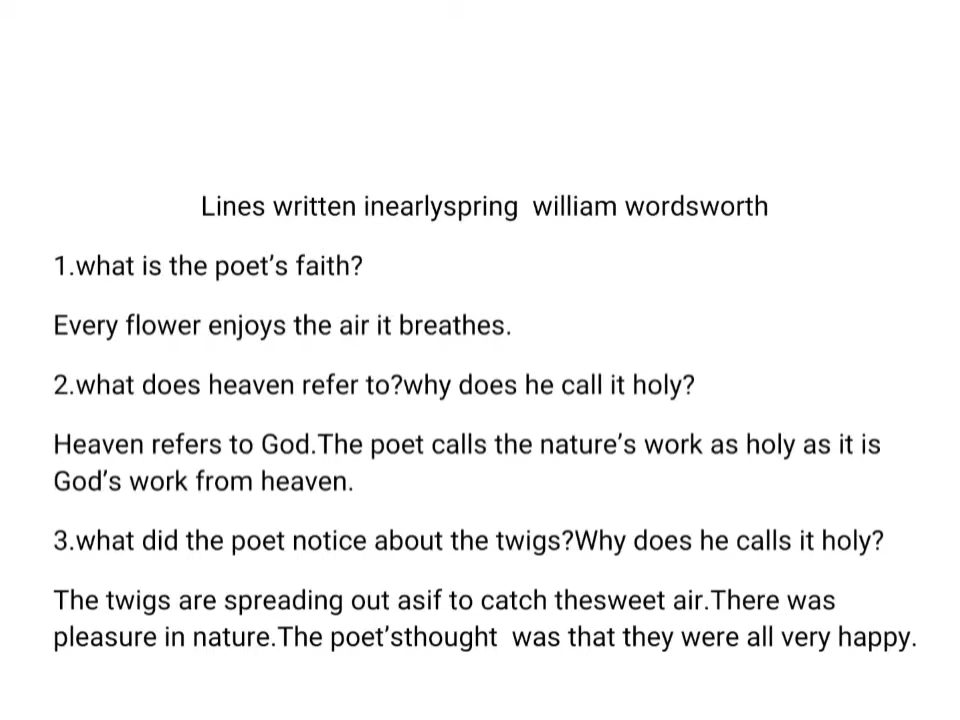 Lines written inearlyspring  william wordsworth
1.what is the poet’s faith?
Every flower enjoys the air it breathes.
2.what does heaven refer to?why does he call it holy?
Heaven refers to God.The poet calls the nature’s work as holy as it is
God’s work from heaven.
3.what did the poet notice about the twigs?Why does he calls it holy?
The twigs are spreading out asif to catch thesweet air.There was
pleasure in nature.The poet’sthought  was that they were all very happy.